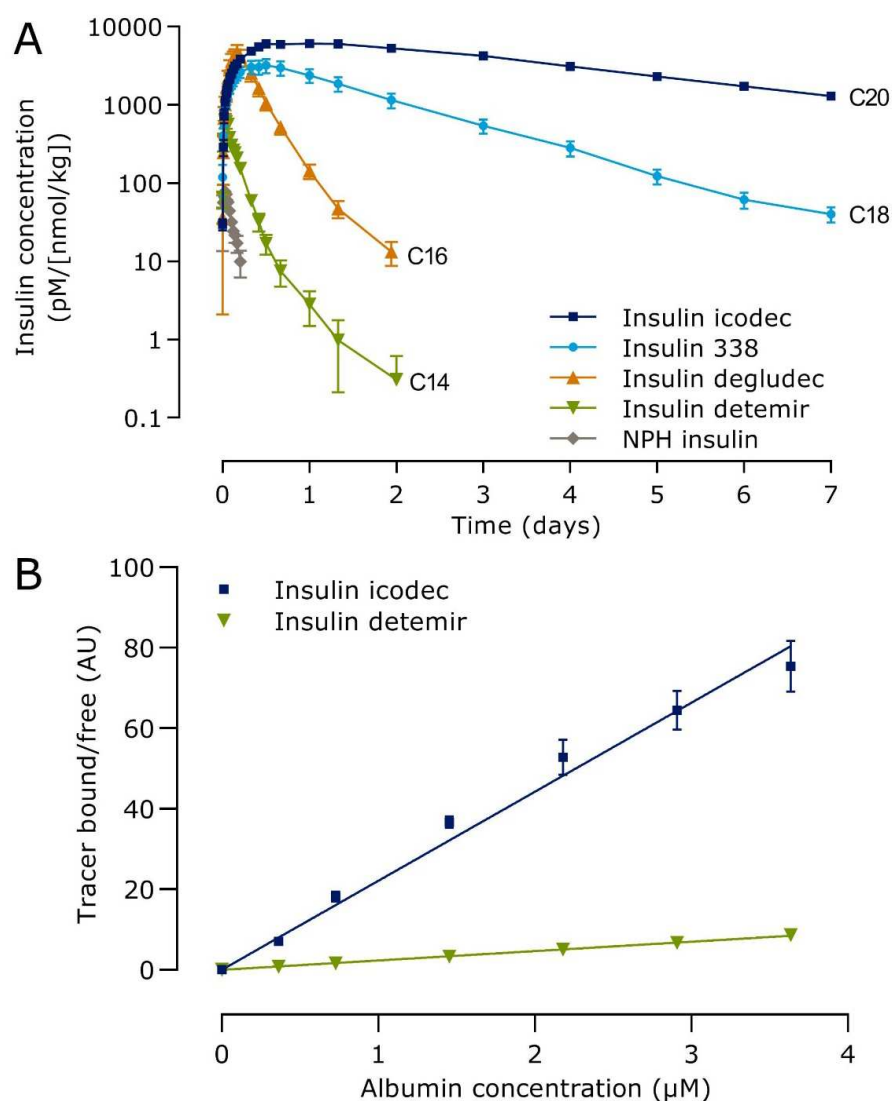 A
Insulin concentration
(pM/[nmol/kg])
10000
1000
100
10
1
0.1
C20
C18
C16
C14
Insulin icodec
Insulin 338
Insulin degludec
Insulin detemir
NPH insulin
0 1 2 3 4 5 6 7
Time (days)
B
Tracer bound/free (AU)
100
80
60
40
20
0
Insulin icodec
Insulin detemir
0 1 2 3 4
Albumin concentration (µM)